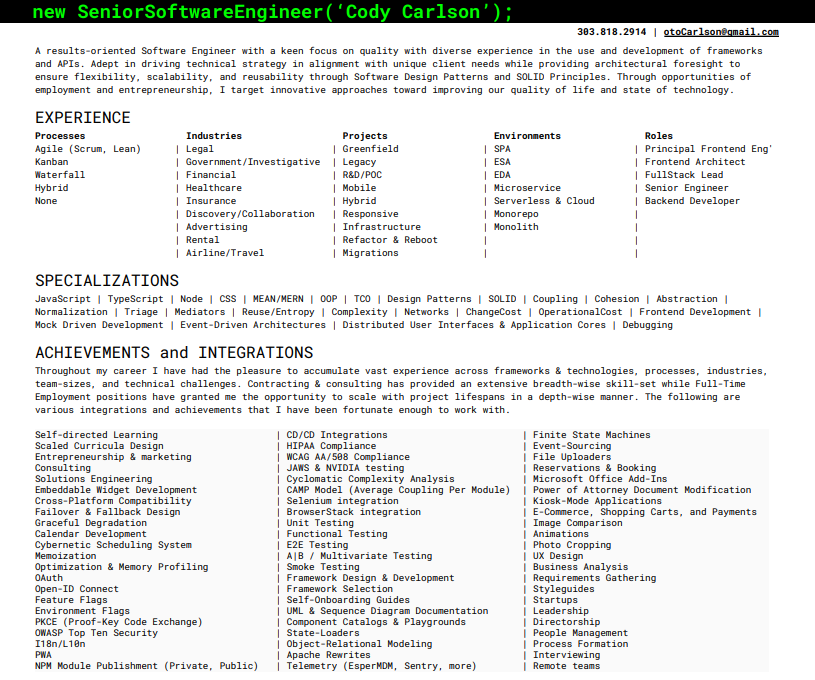 new SeniorSoftwareEngineer(‘Cody Carlson’);
303.818.2914 | otoCarlson@gmail.com
A results-oriented Software Engineer with a keen focus on quality with diverse experience in the use and development of frameworks
and APIs. Adept in driving technical strategy in alignment with unique client needs while providing architectural foresight to
ensure flexibility, scalability, and reusability through Software Design Patterns and SOLID Principles. Through opportunities of
employment and entrepreneurship, I target innovative approaches toward improving our quality of life and state of technology.
EXPERIENCE
Processes Industries Projects Environments Roles
Agile (Scrum, Lean) | Legal | Greenfield | SPA | Principal Frontend Eng'
Kanban | Government/Investigative | Legacy | ESA | Frontend Architect
Waterfall | Financial | R&D/POC | EDA | FullStack Lead
Hybrid | Healthcare | Mobile | Microservice | Senior Engineer
None | Insurance | Hybrid | Serverless & Cloud | Backend Developer
| Discovery/Collaboration | Responsive | Monorepo |
| Advertising | Infrastructure | Monolith |
| Rental | Refactor & Reboot | |
| Airline/Travel | Migrations | |
SPECIALIZATIONS
JavaScript | TypeScript | Node | CSS | MEAN/MERN | OOP | TCO | Design Patterns | SOLID | Coupling | Cohesion | Abstraction |
Normalization | Triage | Mediators | Reuse/Entropy | Complexity | Networks | ChangeCost | OperationalCost | Frontend Development |
Mock Driven Development | Event-Driven Architectures | Distributed User Interfaces & Application Cores | Debugging
ACHIEVEMENTS and INTEGRATIONS
Throughout my career I have had the pleasure to accumulate vast experience across frameworks & technologies, processes, industries,
team-sizes, and technical challenges. Contracting & consulting has provided an extensive breadth-wise skill-set while Full-Time
Employment positions have granted me the opportunity to scale with project lifespans in a depth-wise manner. The following are
various integrations and achievements that I have been fortunate enough to work with.
Self-directed Learning | CD/CD Integrations | Finite State Machines
Scaled Curricula Design | HIPAA Compliance | Event-Sourcing
Entrepreneurship & marketing | WCAG AA/508 Compliance | File Uploaders
Consulting | JAWS & NVIDIA testing | Reservations & Booking
Solutions Engineering | Cyclomatic Complexity Analysis | Microsoft Office Add-Ins
Embeddable Widget Development | CAMP Model (Average Coupling Per Module) | Power of Attorney Document Modification
Cross-Platform Compatibility | Selenium integration | Kiosk-Mode Applications
Failover & Fallback Design | BrowserStack integration | E-Commerce, Shopping Carts, and Payments
Graceful Degradation | Unit Testing | Image Comparison
Calendar Development | Functional Testing | Animations
Cybernetic Scheduling System | E2E Testing | Photo Cropping
Memoization | A|B / Multivariate Testing | UX Design
Optimization & Memory Profiling | Smoke Testing | Business Analysis
OAuth | Framework Design & Development | Requirements Gathering
Open-ID Connect | Framework Selection | Styleguides
Feature Flags | Self-Onboarding Guides | Startups
Environment Flags | UML & Sequence Diagram Documentation | Leadership
PKCE (Proof-Key Code Exchange) | Component Catalogs & Playgrounds | Directorship
OWASP Top Ten Security | State-Loaders | People Management
I18n/L10n | Object-Relational Modeling | Process Formation
PWA | Apache Rewrites | Interviewing
NPM Module Publishment (Private, Public) | Telemetry (EsperMDM, Sentry, more) | Remote teams